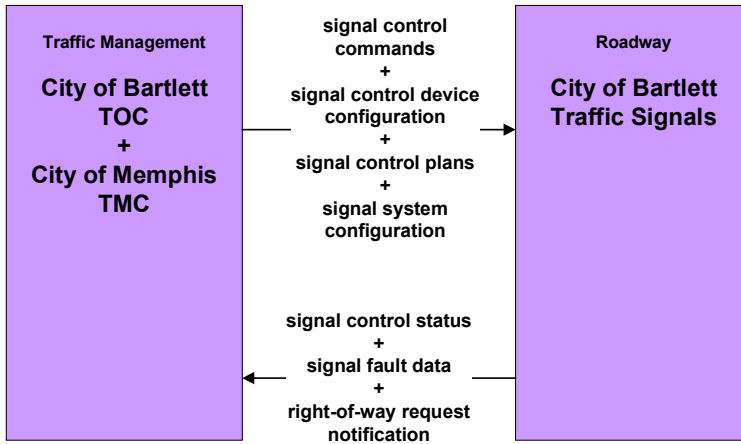 Traffic Management
City of Bartlett
TOC
+
City of Memphis
TMC
signal control
commands
+
signal control device
configuration
+
signal control plans
+
signal system
configuration
signal control status
+
signal fault data
+
right-of-way request
notification
Roadway
City of Bartlett
Traffic Signals